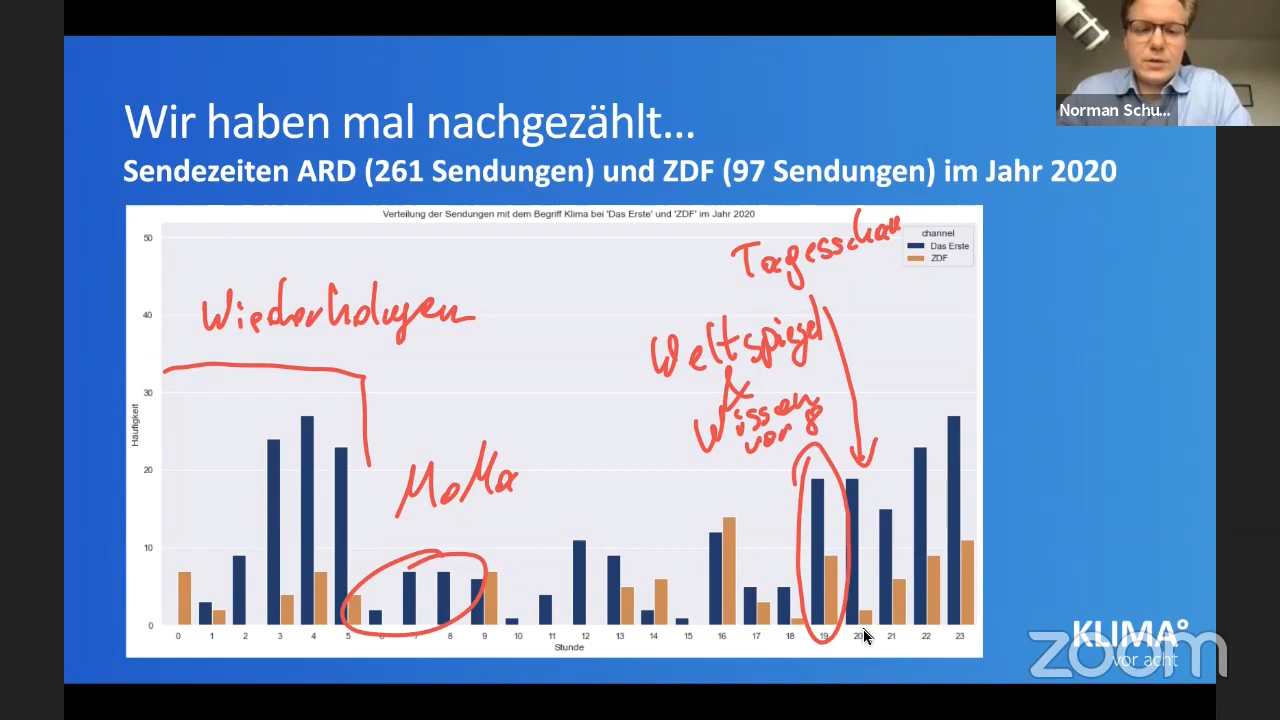 Norman Schu...
Wir haben mal nachgezählt...
Sendezeiten ARD (261 Sendungen) und ZDF (97 Sendungen) im Jahr 2020
Verteilung der Sendungen mit dem Begriff Klima bei 'Das Erste' und 'ZDF' im Jahr 2020
channel
Das Erste
ZDF
Tagesschau
Wiederholugen
Weltspiegel
&
Wissen
vor 8
MoMa
Häufigkeit
50
40
30
20
10
0
0 1 2 3 4 5 6 7 8 9 10 11 12 13 14 15 16 17 18 19 20 21 22 23
Stunde
KLIMA°
vor acht
zoom